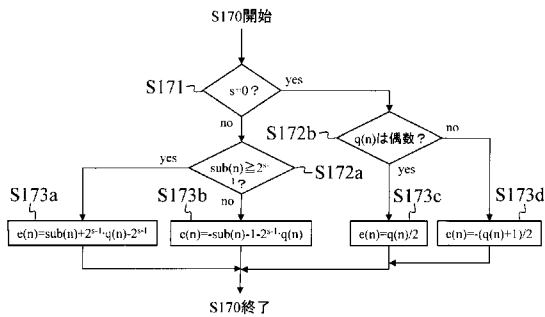 S170開始
S171
s=0?
yes
no
S172b
q(n)は偶数?
no
yes
yes
sub(n)≧2^{s-
1}?
S172a
no
S173a
S173b
S173c
S173d
e(n)=sub(n)+2^{s-1}·q(n)-2^{s-1}
e(n)=-sub(n)-1-2^{s-1}·q(n)
e(n)=q(n)/2
e(n)=-(q(n)+1)/2
S170終了